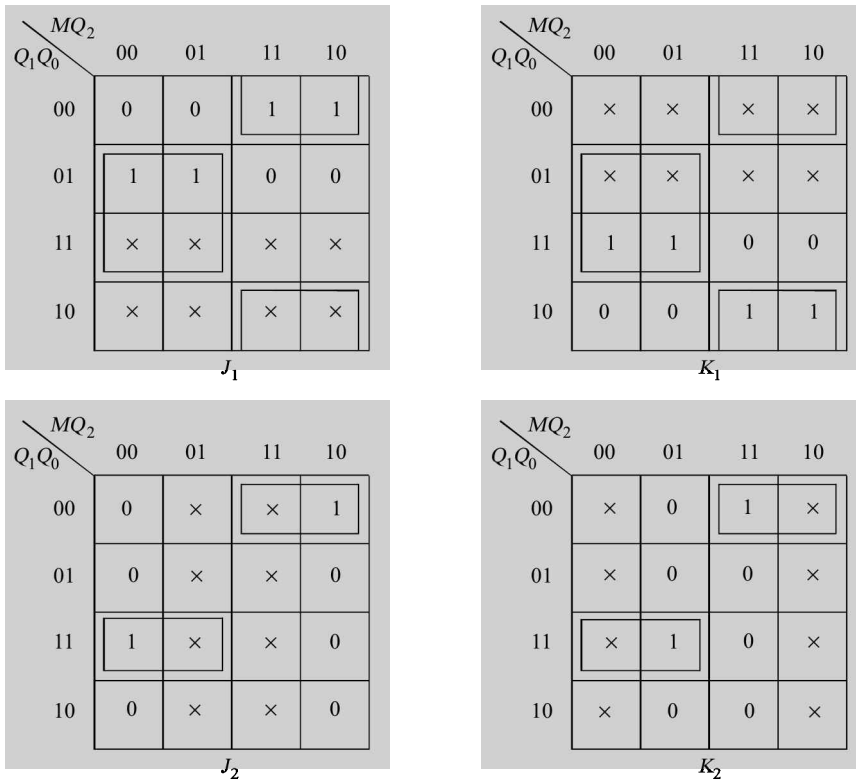 MQ₂
Q₁Q₀ 00 01 11 10
00 0 0 1 1
01 1 1 0 0
11 × × × ×
10 × × × ×
J₁
MQ₂
Q₁Q₀ 00 01 11 10
00 × × × ×
01 × × × ×
11 1 1 0 0
10 0 0 1 1
K₁
MQ₂
Q₁Q₀ 00 01 11 10
00 0 × × 1
01 0 × × 0
11 1 × × 0
10 0 × × 0
J₂
MQ₂
Q₁Q₀ 00 01 11 10
00 × 0 1 ×
01 × 0 0 ×
11 × 1 0 ×
10 × 0 0 ×
K₂